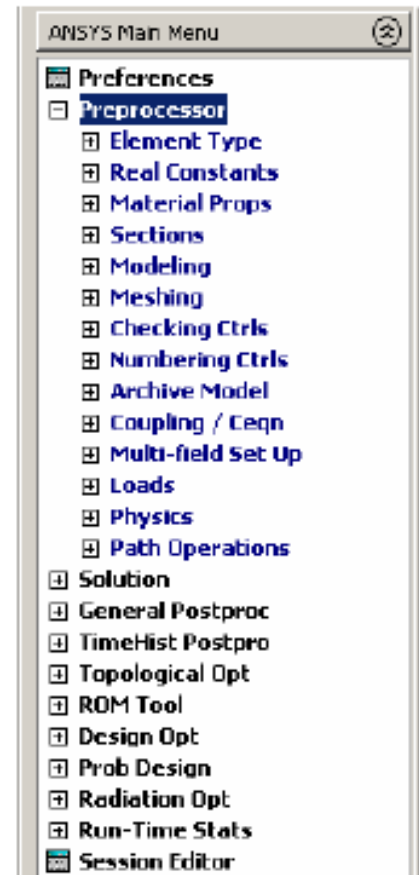 ANSYS Main Menu
Preferences
Preprocessor
Element Type
Real Constants
Material Props
Sections
Modeling
Meshing
Checking Ctrls
Numbering Ctrls
Archive Model
Coupling / Ceqn
Multi-field Set Up
Loads
Physics
Path Operations
Solution
General Postproc
TimeHist Postpro
Topological Opt
ROM Tool
Design Opt
Prob Design
Radiation Opt
Run-Time Stats
Session Editor